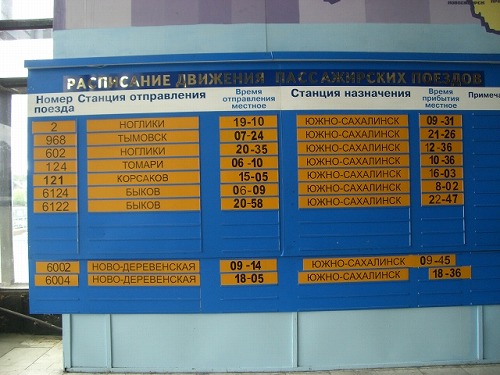 РАСПИСАНИЕ ДВИЖЕНИЯ ПАССАЖИРСКИХ ПОЕЗДОВ
Номер поезда Станция отправления Время отправления местное Станция назначения Время прибытия местное Примеча
2 НОГЛИКИ 19-10 ЮЖНО-САХАЛИНСК 09-31
968 ТЫМОВСК 07-24 ЮЖНО-САХАЛИНСК 21-26
602 НОГЛИКИ 20-35 ЮЖНО-САХАЛИНСК 12-36
124 ТОМАРИ 06-10 ЮЖНО-САХАЛИНСК 10-36
121 КОРСАКОВ 15-05 ЮЖНО-САХАЛИНСК 16-03
6124 БЫКОВ 06-09 ЮЖНО-САХАЛИНСК 8-02
6122 БЫКОВ 20-58 ЮЖНО-САХАЛИНСК 22-47
6002 НОВО-ДЕРЕВЕНСКАЯ 09-14 ЮЖНО-САХАЛИНСК 09-45
6004 НОВО-ДЕРЕВЕНСКАЯ 18-05 ЮЖНО-САХАЛИНСК 18-36